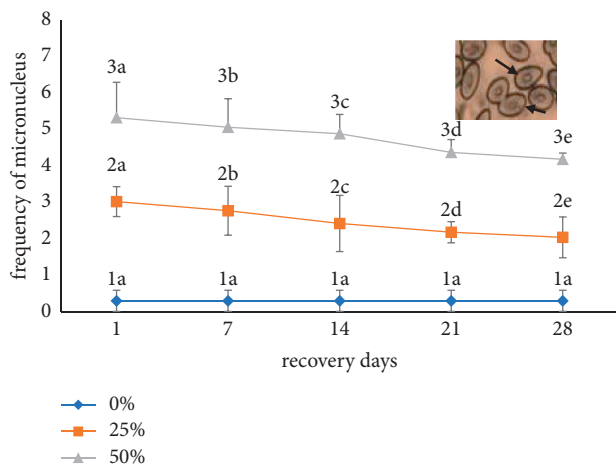 8
7
6
5
4
3
2
1
0
frequency of micronucleus
3a 3b 3c 3d 3e
2a 2b 2c 2d 2e
1a 1a 1a 1a 1a
1 7 14 21 28
recovery days
0%
25%
50%